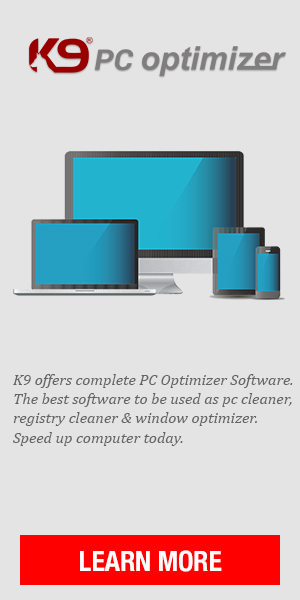 K9® PC optimizer
K9 offers complete PC Optimizer Software.
The best software to be used as pc cleaner,
registry cleaner & window optimizer.
Speed up computer today.
LEARN MORE